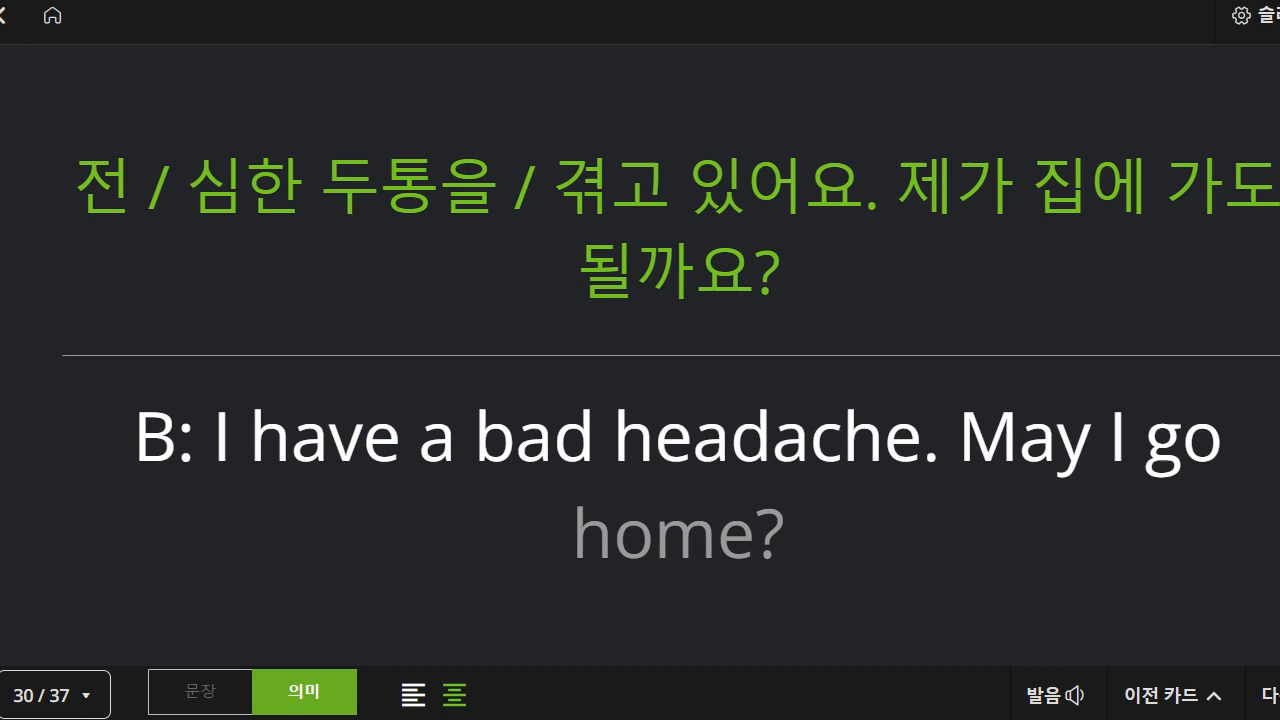 전 / 심한 두통을 / 겪고 있어요. 제가 집에 가도
될까요?
B: I have a bad headache. May I go
home?
30 / 37
문장
의미
발음
이전 카드